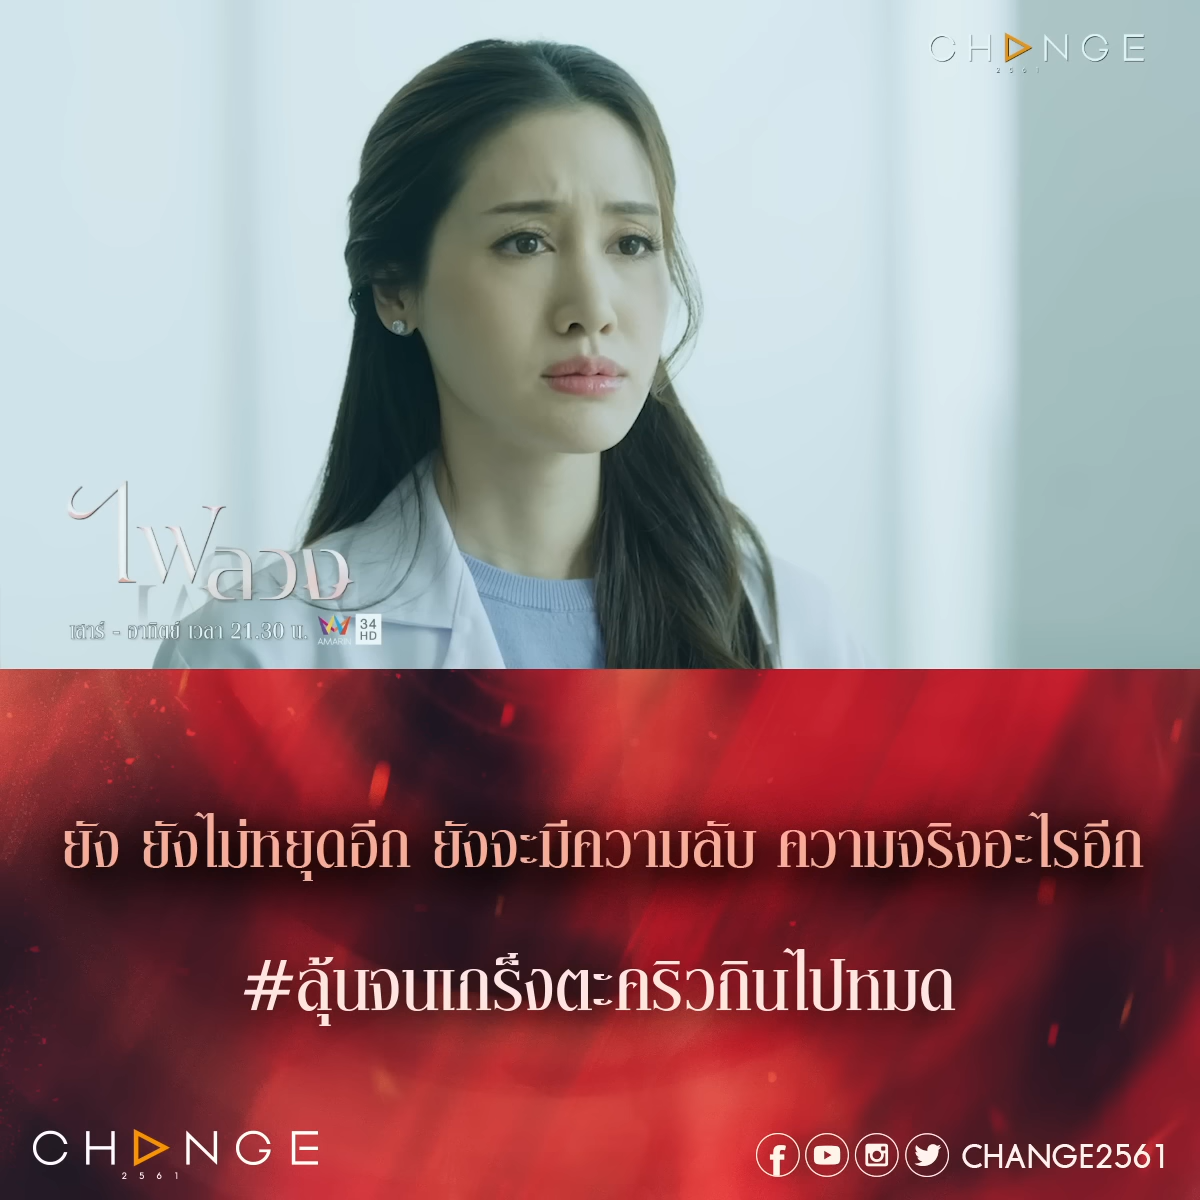 CHANGE
2561
ไฟลวง
เสาร์ - อาทิตย์ เวลา 21.30 น. AMARIN 34 HD
ยัง ยังไม่หยุดอีก ยังจะมีความลับ ความจริงอะไรอีก
#ลุ้นจนเกร็งตะคริวกินไปหมด
CHANGE
2561
CHANGE2561